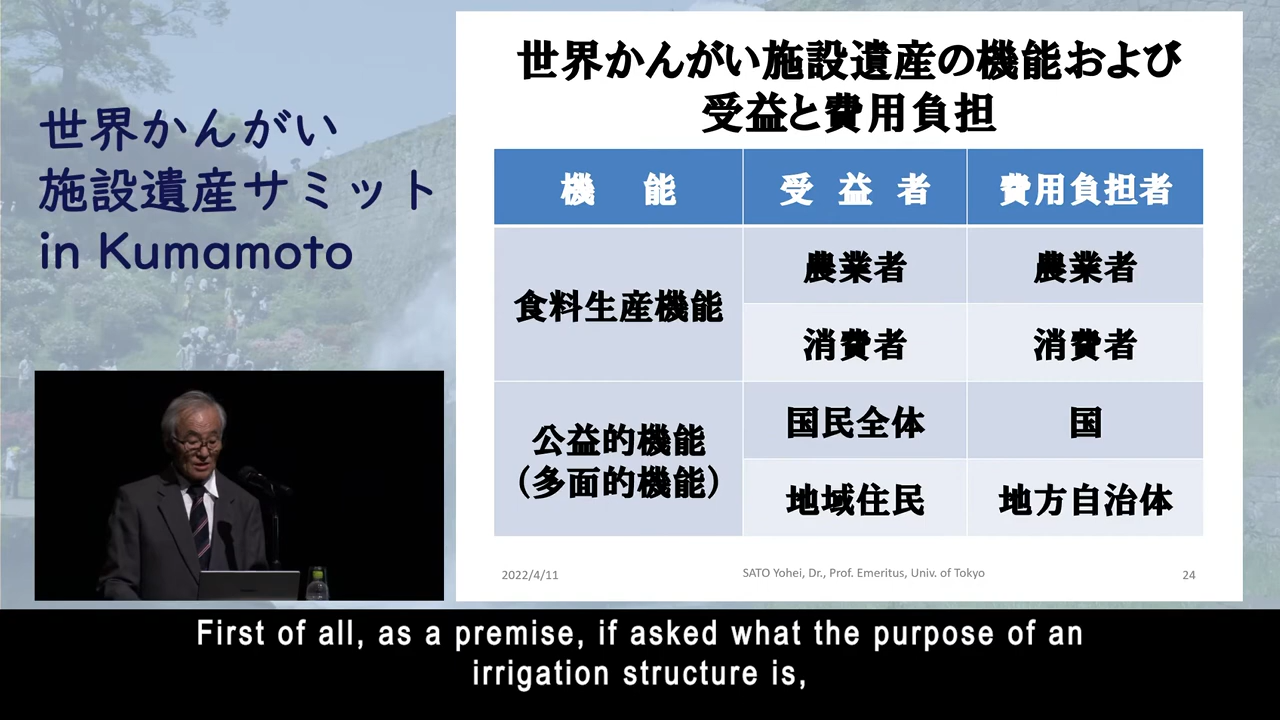 世界かんがい
施設遺産サミット
in Kumamoto
世界かんがい施設遺産の機能および
受益と費用負担
機 能
受 益 者
費用負担者
食料生産機能
農業者
農業者
消費者
消費者
公益的機能
(多面的機能)
国民全体
国
地域住民
地方自治体
2022/4/11
SATO Yohei, Dr., Prof. Emeritus, Univ. of Tokyo
24
First of all, as a premise, if asked what the purpose of an
irrigation structure is,